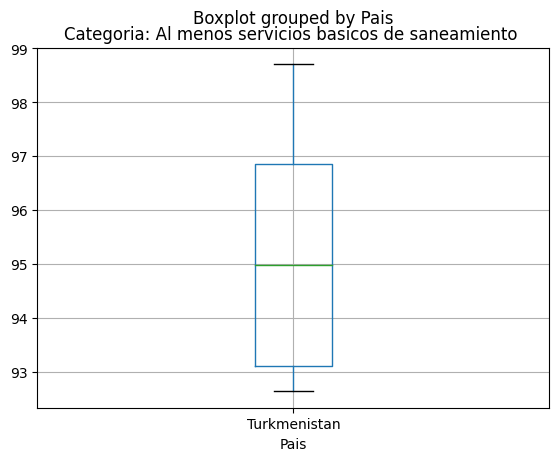 Boxplot grouped by Pais
Categoria: Al menos servicios basicos de saneamiento
99
98
97
96
95
94
93
Turkmenistan
Pais